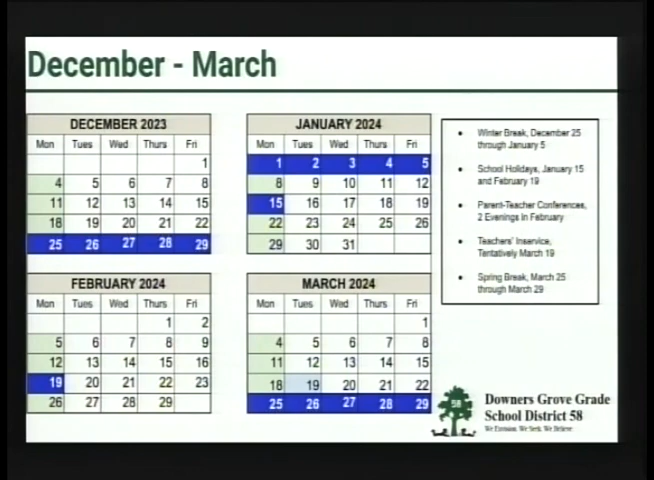 December - March
DECEMBER 2023
Mon Tues Wed Thurs Fri
1
4 5 6 7 8
11 12 13 14 15
18 19 20 21 22
25 26 27 28 29
JANUARY 2024
Mon Tues Wed Thurs Fri
1 2 3 4 5
8 9 10 11 12
15 16 17 18 19
22 23 24 25 26
29 30 31
FEBRUARY 2024
Mon Tues Wed Thurs Fri
1 2
5 6 7 8 9
12 13 14 15 16
19 20 21 22 23
26 27 28 29
MARCH 2024
Mon Tues Wed Thurs Fri
1
4 5 6 7 8
11 12 13 14 15
18 19 20 21 22
25 26 27 28 29
• Winter Break, December 25
through January 5
• School Holidays, January 15
and February 19
• Parent-Teacher Conferences,
2 Evenings in February
• Teachers' Inservice,
Tentatively March 19
• Spring Break, March 25
through March 29
58
Downers Grove Grade
School District 58
We Envision. We Seek. We Believe.